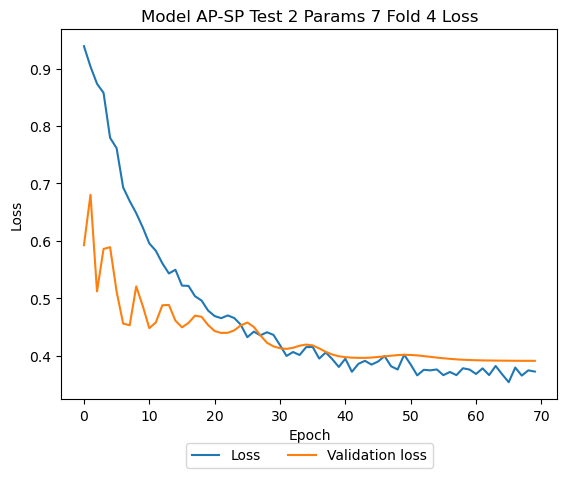 Model AP-SP Test 2 Params 7 Fold 4 Loss
0.9
0.8
0.7
0.6
0.5
0.4
Loss
0 10 20 30 40 50 60 70
Epoch
Loss Validation loss